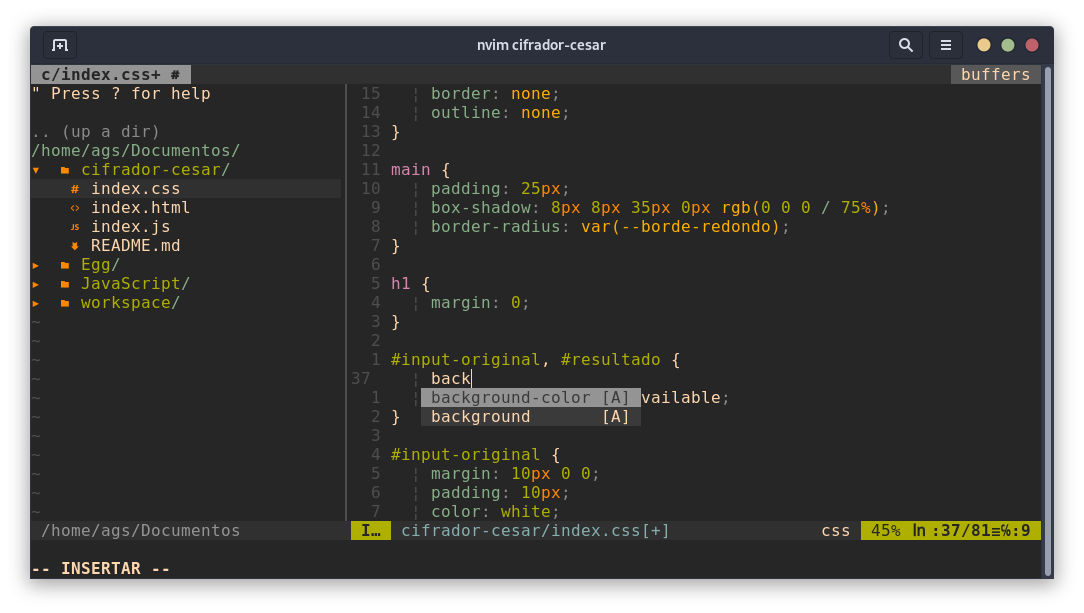 nvim cifrador-cesar
c/index.css+ #
buffers
" Press ? for help
.. (up a dir)
/home/ags/Documentos/
▾ cifrador-cesar/
# index.css
<> index.html
JS index.js
README.md
▸ Egg/
▸ JavaScript/
▸ workspace/
~
~
~
~
~
~
~
~
~
~
~
15 ¦ border: none;
14 ¦ outline: none;
13 }
12
11 main {
10 ¦ padding: 25px;
9 ¦ box-shadow: 8px 8px 35px 0px rgb(0 0 0 / 75%);
8 ¦ border-radius: var(--borde-redondo);
7 }
6
5 h1 {
4 ¦ margin: 0;
3 }
2
1 #input-original, #resultado {
37 ¦ back
1 ¦ background-color [A] vailable;
2 } background [A]
3
4 #input-original {
5 ¦ margin: 10px 0 0;
6 ¦ padding: 10px;
7 ¦ color: white;
/home/ags/Documentos
I… cifrador-cesar/index.css[+] css 45% ㏑:37/81≡℅:9
-- INSERTAR --